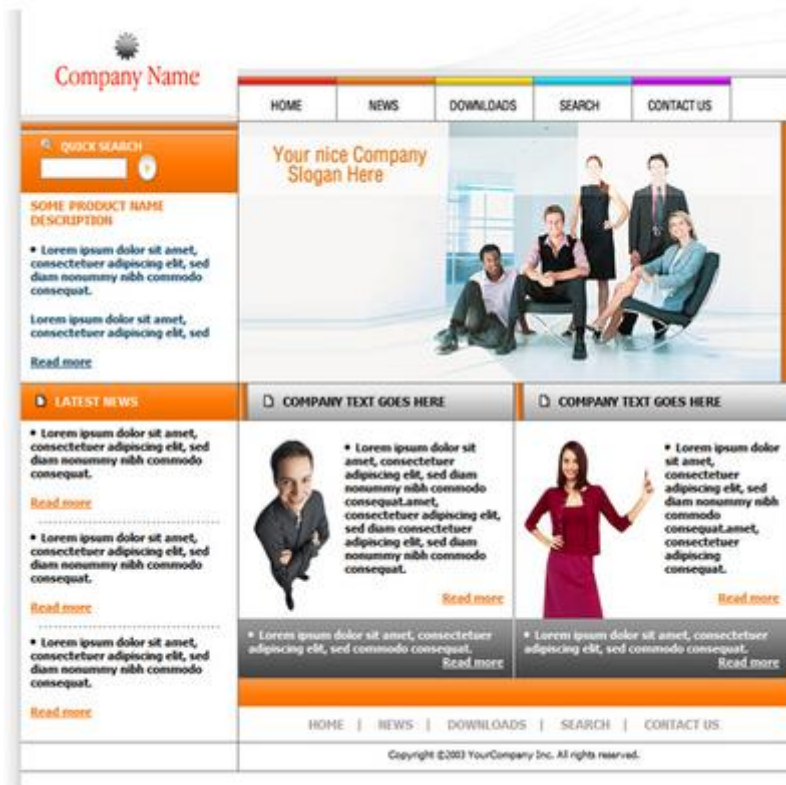 Company Name
HOME NEWS DOWNLOADS SEARCH CONTACT US
QUICK SEARCH
SOME PRODUCT NAME
DESCRIPTION
• Lorem ipsum dolor sit amet,
consectetuer adipiscing elit, sed
diam nonummy nibh commodo
consequat.
Lorem ipsum dolor sit amet,
consectetuer adipiscing elit, sed
Read more
Your nice Company
Slogan Here
LATEST NEWS
• Lorem ipsum dolor sit amet,
consectetuer adipiscing elit, sed
diam nonummy nibh commodo
consequat.
Read more
• Lorem ipsum dolor sit amet,
consectetuer adipiscing elit, sed
diam nonummy nibh commodo
consequat.
Read more
• Lorem ipsum dolor sit amet,
consectetuer adipiscing elit, sed
diam nonummy nibh commodo
consequat.
Read more
COMPANY TEXT GOES HERE
• Lorem ipsum dolor sit
amet, consectetuer
adipiscing elit, sed diam
nonummy nibh commodo
consequat.amet,
consectetuer adipiscing elit,
sed diam consectetuer
adipiscing elit, sed diam
nonummy nibh commodo
consequat.
Read more
• Lorem ipsum dolor sit amet, consectetuer
adipiscing elit, sed commodo consequat.
Read more
COMPANY TEXT GOES HERE
• Lorem ipsum dolor
sit amet,
consectetuer
adipiscing elit, sed
diam nonummy nibh
commodo
consequat.amet,
consectetuer
adipiscing
consequat.
Read more
• Lorem ipsum dolor sit amet, consectetuer
adipiscing elit, sed commodo consequat.
Read more
HOME | NEWS | DOWNLOADS | SEARCH | CONTACT US
Copyright ©2003 YourCompany Inc. All rights reserved.